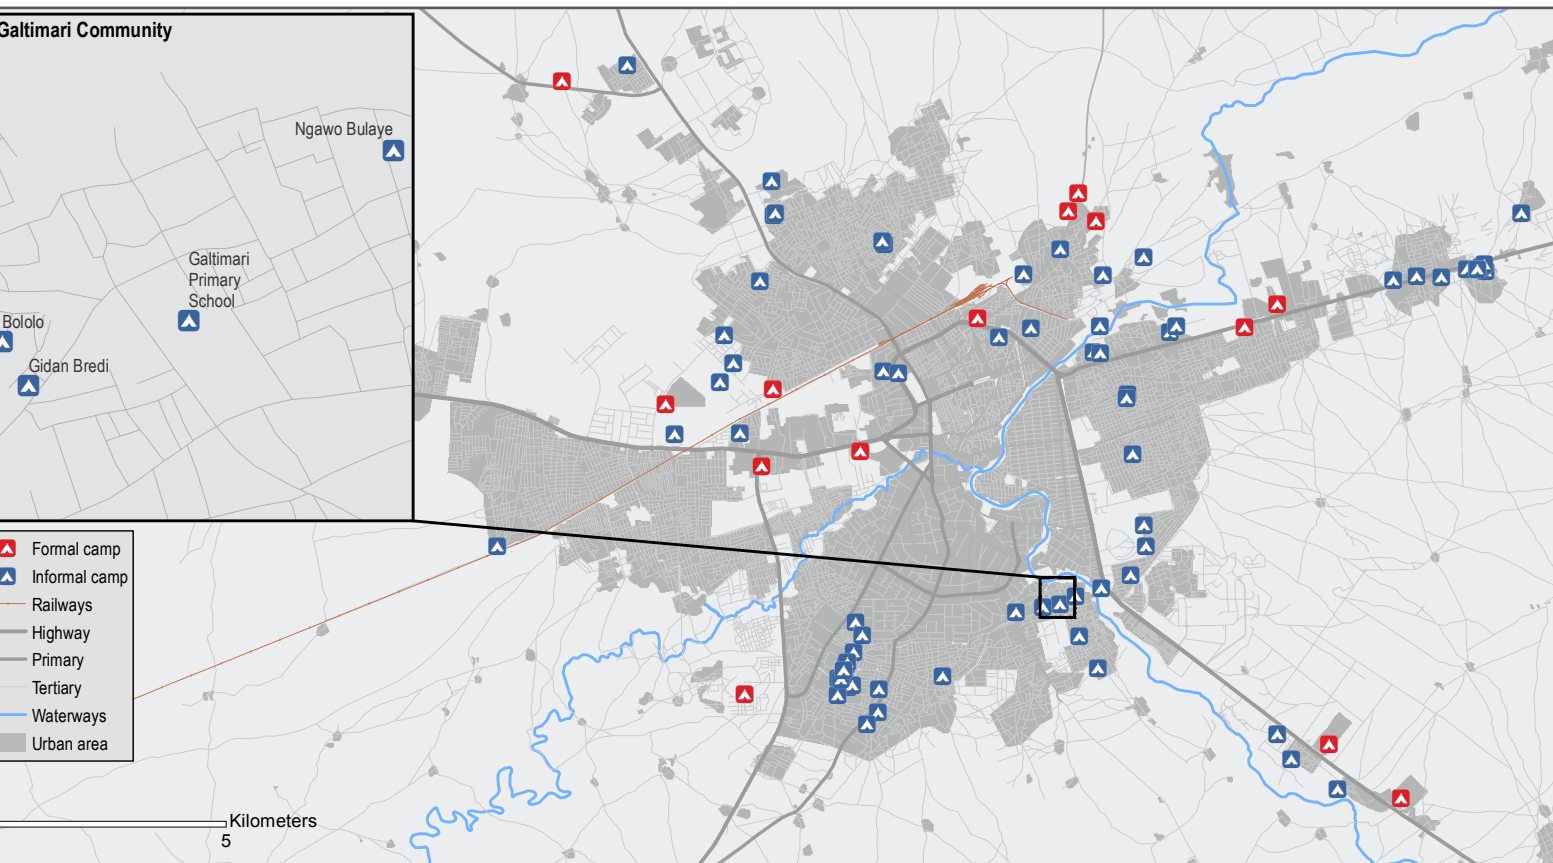 Galtimari Community
Ngawo Bulaye
Galtimari
Primary
School
Bololo
Gidan Bredi
Formal camp
Informal camp
Railways
Highway
Primary
Tertiary
Waterways
Urban area
Kilometers
5